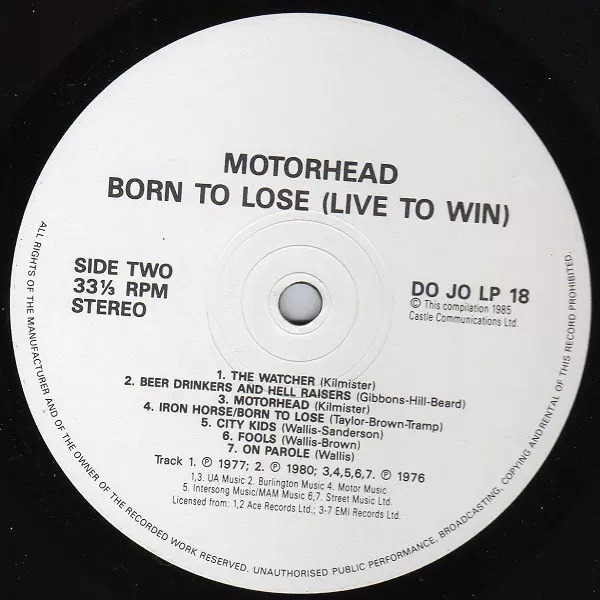 MOTORHEAD
BORN TO LOSE (LIVE TO WIN)
SIDE TWO
33⅓ RPM
STEREO
DO JO LP 18
Ⓒ This compilation 1985
Castle Communications Ltd.
1. THE WATCHER (Kilmister)
2. BEER DRINKERS AND HELL RAISERS (Gibbons-Hill-Beard)
3. MOTORHEAD (Kilmister)
4. IRON HORSE/BORN TO LOSE (Taylor-Brown-Tramp)
5. CITY KIDS (Wallis-Sanderson)
6. FOOLS (Wallis-Brown)
7. ON PAROLE (Wallis)
Track 1. Ⓟ 1977; 2. Ⓟ 1980; 3,4,5,6,7. Ⓟ 1976
1,3. UA Music 2. Burlington Music 4. Motor Music
5. Intersong Music/MAM Music 6,7. Street Music Ltd.
Licensed from: 1,2 Ace Records Ltd.; 3-7 EMI Records Ltd.
ALL RIGHTS OF THE MANUFACTURER AND OF THE OWNER OF THE RECORDED WORK RESERVED. UNAUTHORISED PUBLIC PERFORMANCE, BROADCASTING, COPYING AND RENTAL OF THIS RECORD PROHIBITED.